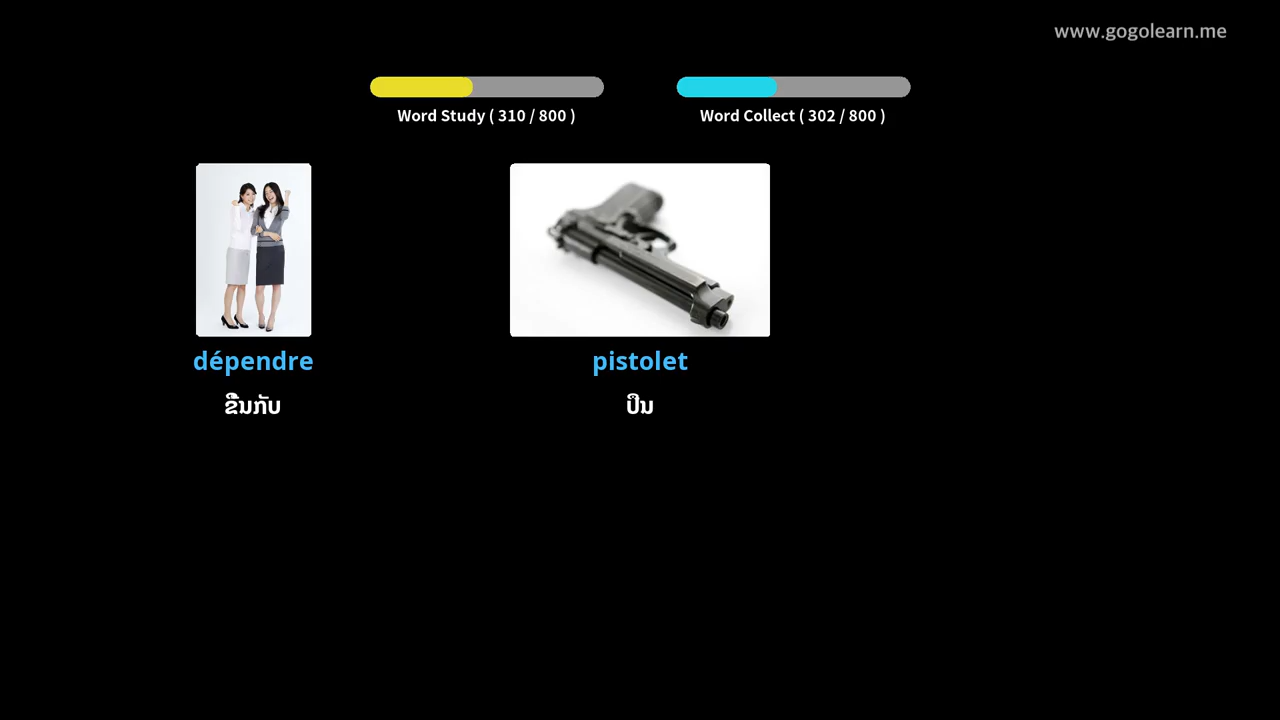 www.gogolearn.me
Word Study ( 310 / 800 )
Word Collect ( 302 / 800 )
dépendre
pistolet
ຂື້ນກັບ
ປືນ